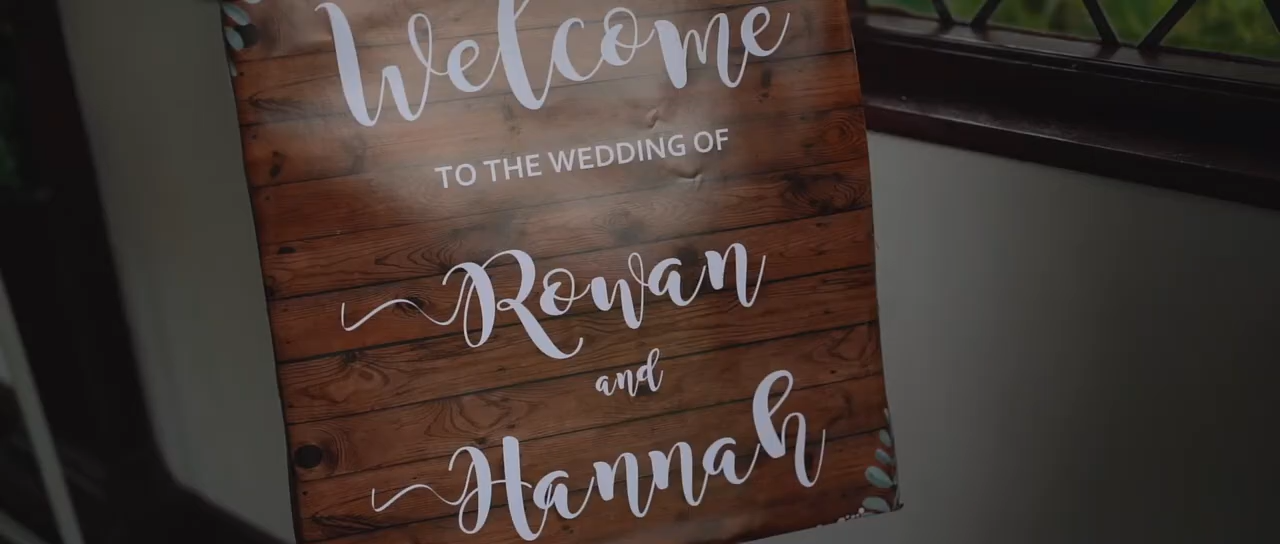 Welcome
TO THE WEDDING OF
Rowan
and
Hannah